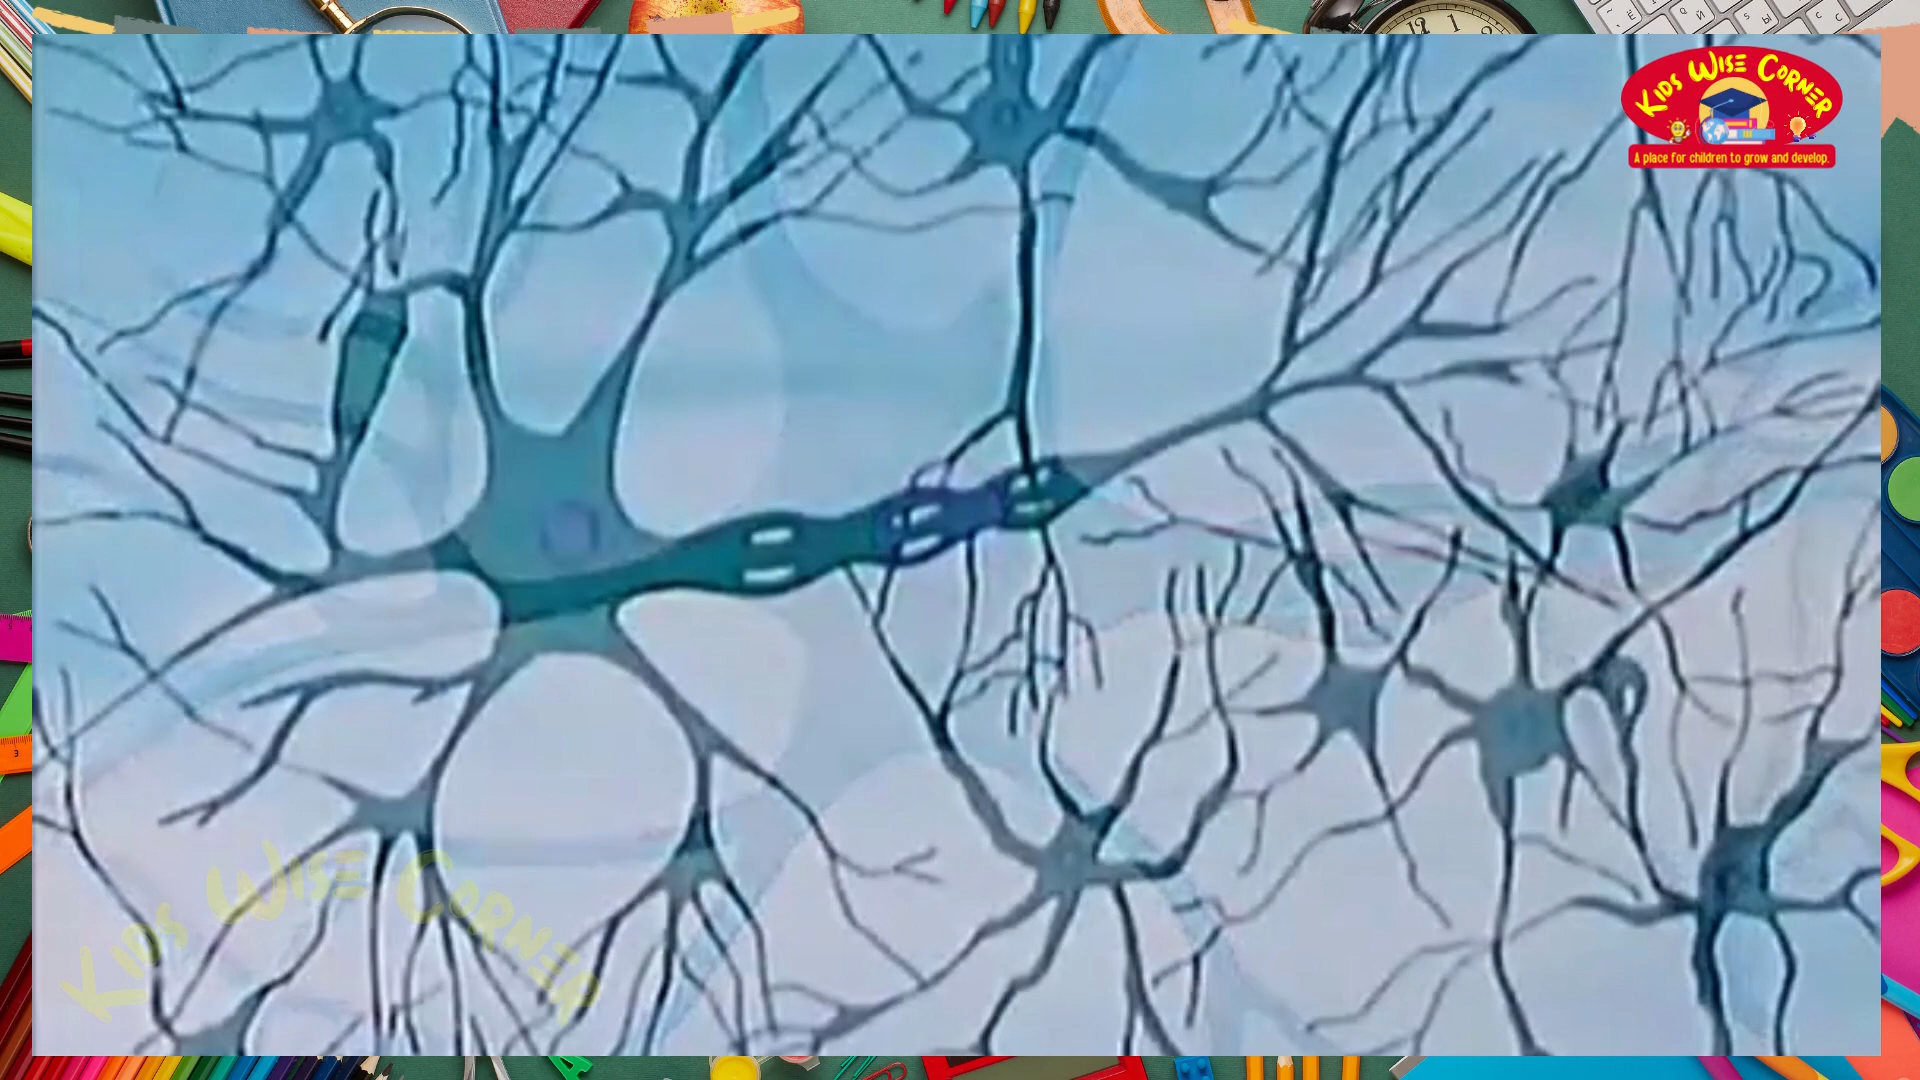 KIDS WISE CORNER
A place for children to grow and develop.
KIDS WISE CORNER